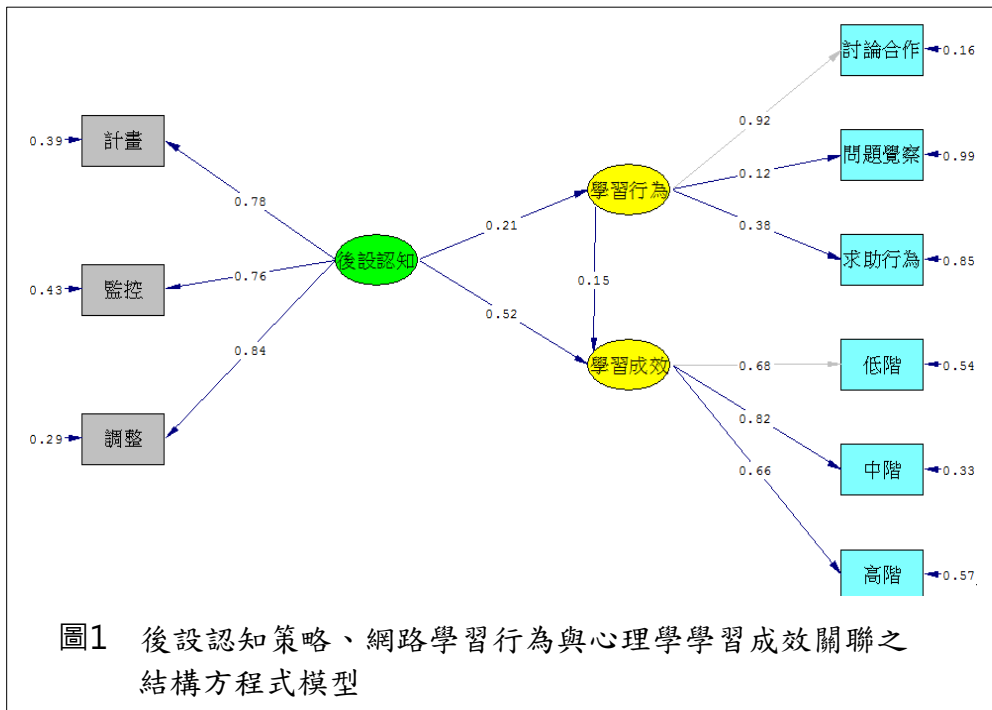 討論合作
0.16
0.92
計畫
0.39
問題覺察
0.99
0.12
學習行為
0.78
0.38
0.21
後設認知
求助行為
0.85
0.76
監控
0.43
0.15
0.52
0.84
學習成效
0.68
低階
0.54
0.82
調整
0.29
0.66
中階
0.33
高階
0.57
圖1 後設認知策略、網路學習行為與心理學學習成效關聯之
結構方程式模型